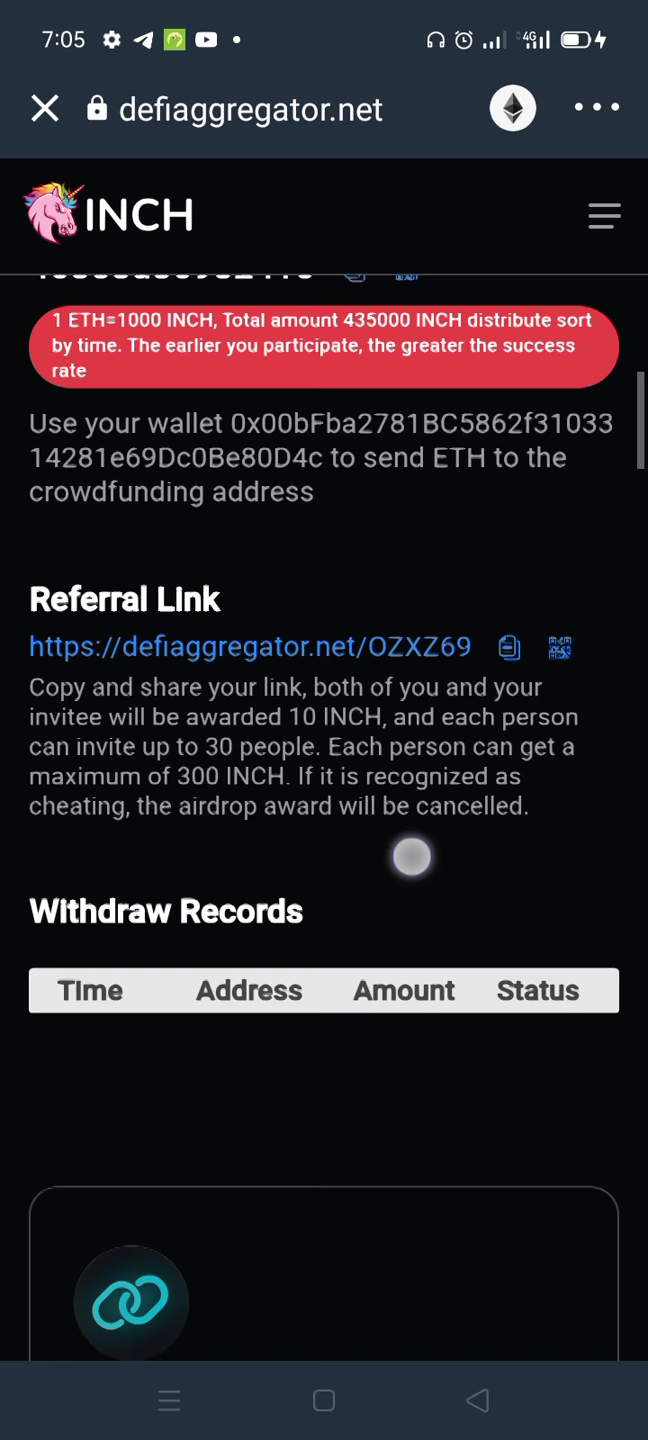 7:05
4G
defiaggregator.net
INCH
1 ETH=1000 INCH, Total amount 435000 INCH distribute sort
by time. The earlier you participate, the greater the success
rate
Use your wallet 0x00bFba2781BC5862f31033
14281e69Dc0Be80D4c to send ETH to the
crowdfunding address
Referral Link
https://defiaggregator.net/OZXZ69
Copy and share your link, both of you and your
invitee will be awarded 10 INCH, and each person
can invite up to 30 people. Each person can get a
maximum of 300 INCH. If it is recognized as
cheating, the airdrop award will be cancelled.
Withdraw Records
Time Address Amount Status